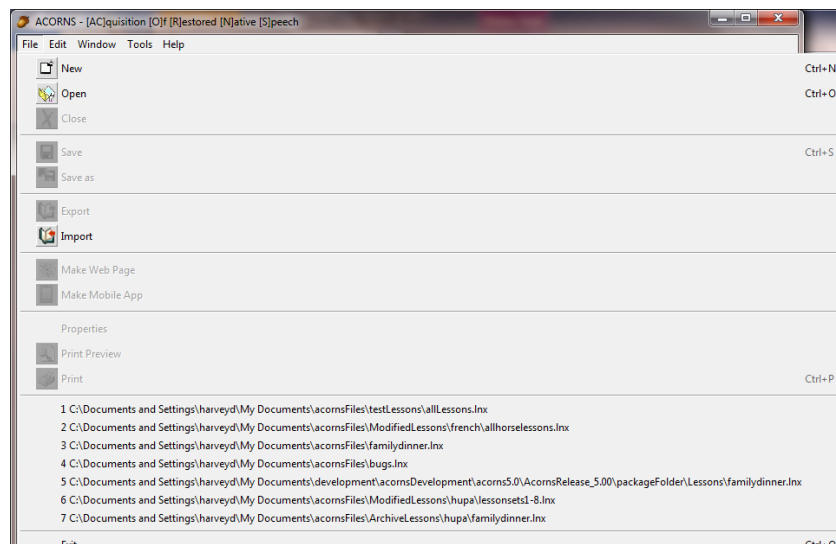 ACORNS - [AC]quisition [O]f [R]estored [N]ative [S]peech
File Edit Window Tools Help
New Ctrl+N
Open Ctrl+O
Close
Save Ctrl+S
Save as
Export
Import
Make Web Page
Make Mobile App
Properties
Print Preview
Print Ctrl+P
1 C:\Documents and Settings\harveyd\My Documents\acornsFiles\testLessons\allLessons.lnx
2 C:\Documents and Settings\harveyd\My Documents\acornsFiles\ModifiedLessons\french\allhorselessons.lnx
3 C:\Documents and Settings\harveyd\My Documents\acornsFiles\familydinner.lnx
4 C:\Documents and Settings\harveyd\My Documents\acornsFiles\bugs.lnx
5 C:\Documents and Settings\harveyd\My Documents\development\acornsDevelopment\acorns5.0\AcornsRelease_5.00\packageFolder\Lessons\familydinner.lnx
6 C:\Documents and Settings\harveyd\My Documents\acornsFiles\ModifiedLessons\hupa\lessonsets1-8.lnx
7 C:\Documents and Settings\harveyd\My Documents\acornsFiles\ArchiveLessons\hupa\familydinner.lnx